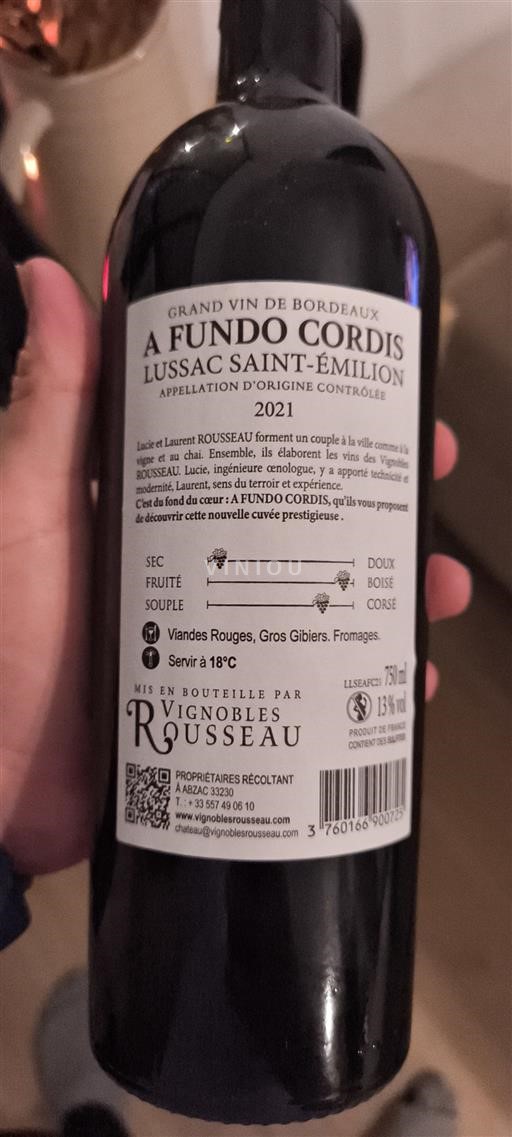 GRAND VIN DE BORDEAUX
A FUNDO CORDIS
LUSSAC SAINT-ÉMILION
APPELLATION D'ORIGINE CONTRÔLÉE
2021
Lucie et Laurent ROUSSEAU forment un couple à la ville comme à la
vigne et au chai. Ensemble, ils élaborent les vins des Vignobles
ROUSSEAU. Lucie, ingénieure œnologue, y a apporté technicité et
modernité, Laurent, sens du terroir et expérience.
C'est du fond du cœur : A FUNDO CORDIS, qu'ils vous proposent
de découvrir cette nouvelle cuvée prestigieuse .
SEC DOUX
VINIOU
FRUITÉ BOISÉ
SOUPLE CORSÉ
Viandes Rouges, Gros Gibiers. Fromages.
Servir à 18°C
LLSEAFC21 750 ml
13 % vol
PRODUIT DE FRANCE
CONTIENT DES SULFITES
MIS EN BOUTEILLE PAR
VIGNOBLES
ROUSSEAU
PROPRIÉTAIRES RÉCOLTANT
À ABZAC 33230
T. : + 33 557 49 06 10
www.vignoblesrousseau.com
chateau@vignoblesrousseau.com
3 760166 900725